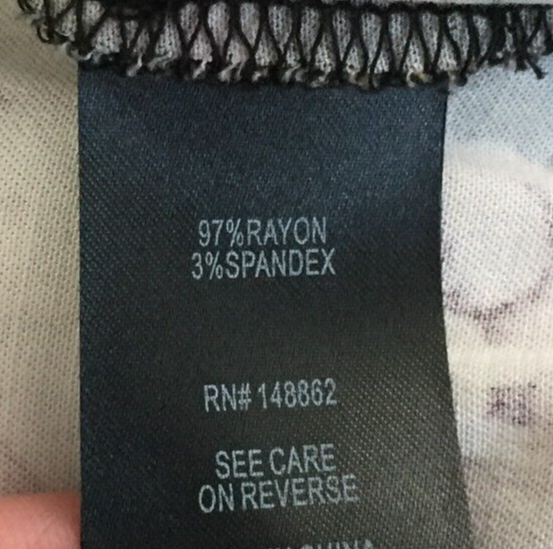 97%RAYON
3%SPANDEX
RN# 148862
SEE CARE
ON REVERSE